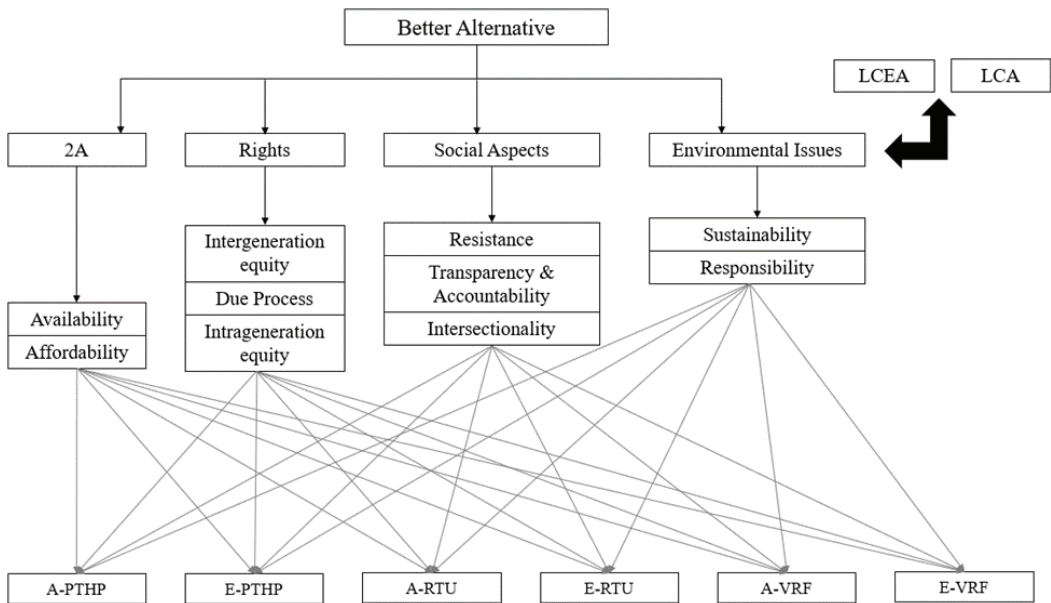 Better Alternative
LCEA
LCA
2A
Rights
Social Aspects
Environmental Issues
Availability
Affordability
Intergeneration
equity
Due Process
Intrageneration
equity
Resistance
Transparency &
Accountability
Intersectionality
Sustainability
Responsibility
A-PTHP
E-PTHP
A-RTU
E-RTU
A-VRF
E-VRF